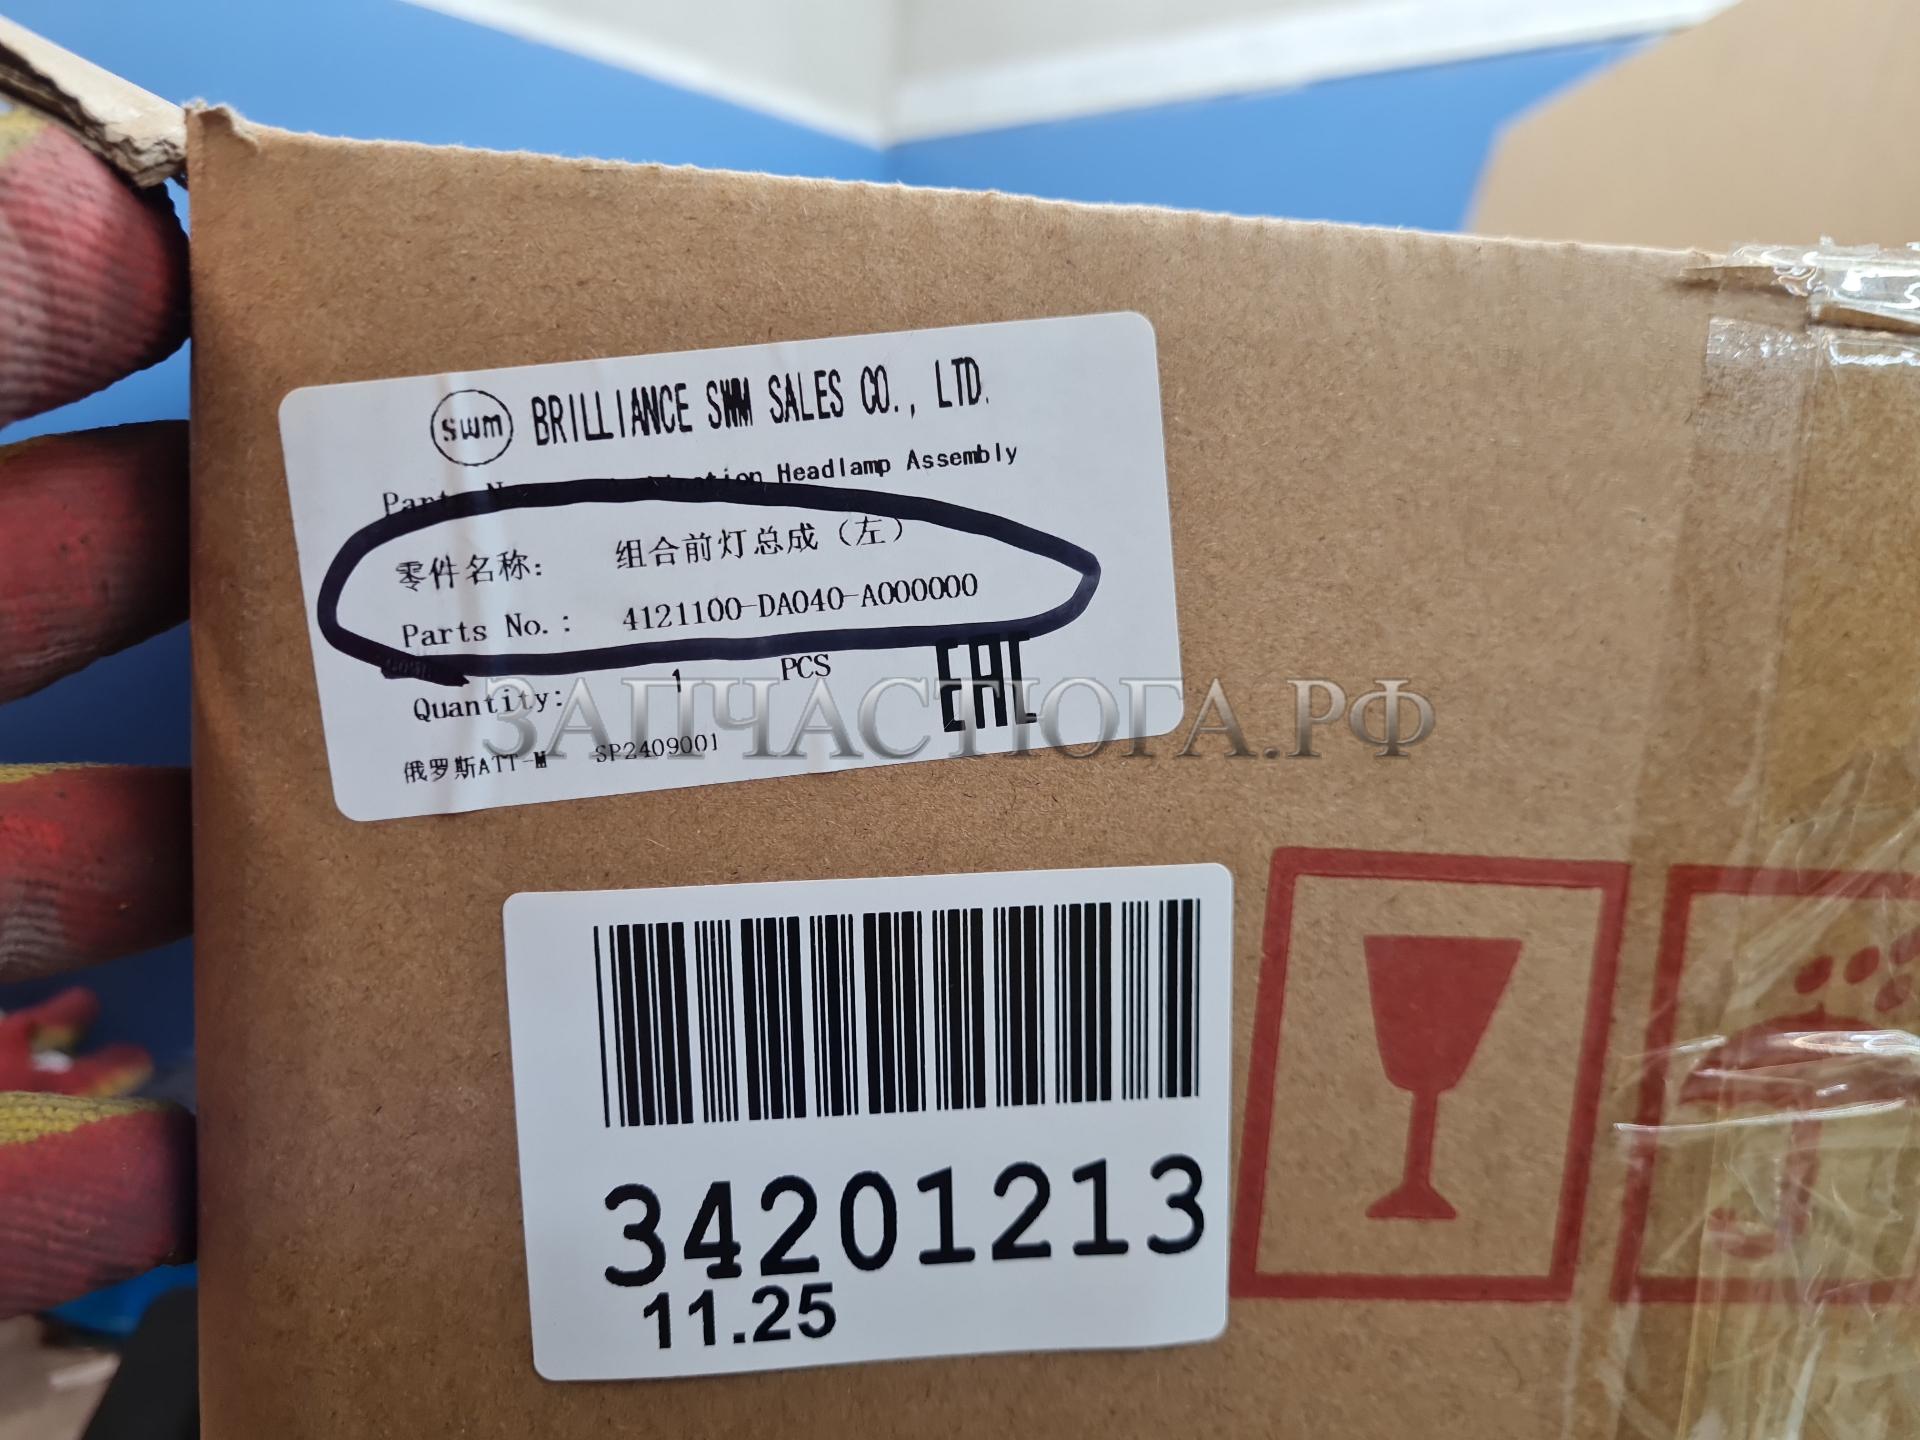 swm BRILLIANCE SWM SALES CO., LTD.
Headlamp Assembly
零件名称: 组合前灯总成（左）
Parts No.: 4121100-DA040-A000000
Quantity: 1 PCS
EAC
俄罗斯ATT-M SP2409001
ЗАПЧАСТЮГА.РФ
34201213
11.25